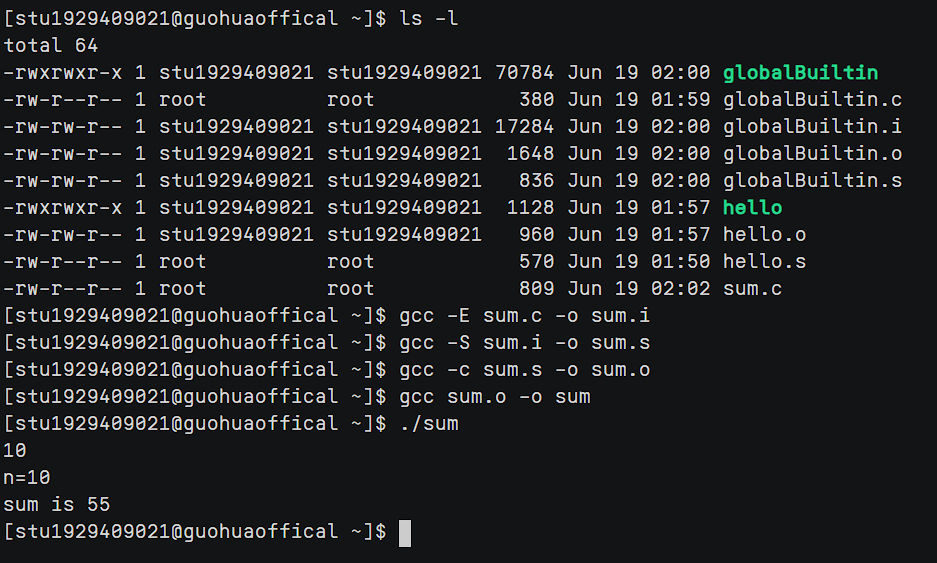 [stu1929409021@guohuaoffical ~]$ ls -l
total 64
-rwxrwxr-x 1 stu1929409021 stu1929409021 70784 Jun 19 02:00 globalBuiltin
-rw-r--r-- 1 root          root            380 Jun 19 01:59 globalBuiltin.c
-rw-rw-r-- 1 stu1929409021 stu1929409021 17284 Jun 19 02:00 globalBuiltin.i
-rw-rw-r-- 1 stu1929409021 stu1929409021  1648 Jun 19 02:00 globalBuiltin.o
-rw-rw-r-- 1 stu1929409021 stu1929409021   836 Jun 19 02:00 globalBuiltin.s
-rwxrwxr-x 1 stu1929409021 stu1929409021  1128 Jun 19 01:57 hello
-rw-rw-r-- 1 stu1929409021 stu1929409021   960 Jun 19 01:57 hello.o
-rw-r--r-- 1 root          root            570 Jun 19 01:50 hello.s
-rw-r--r-- 1 root          root            809 Jun 19 02:02 sum.c
[stu1929409021@guohuaoffical ~]$ gcc -E sum.c -o sum.i
[stu1929409021@guohuaoffical ~]$ gcc -S sum.i -o sum.s
[stu1929409021@guohuaoffical ~]$ gcc -c sum.s -o sum.o
[stu1929409021@guohuaoffical ~]$ gcc sum.o -o sum
[stu1929409021@guohuaoffical ~]$ ./sum
10
n=10
sum is 55
[stu1929409021@guohuaoffical ~]$